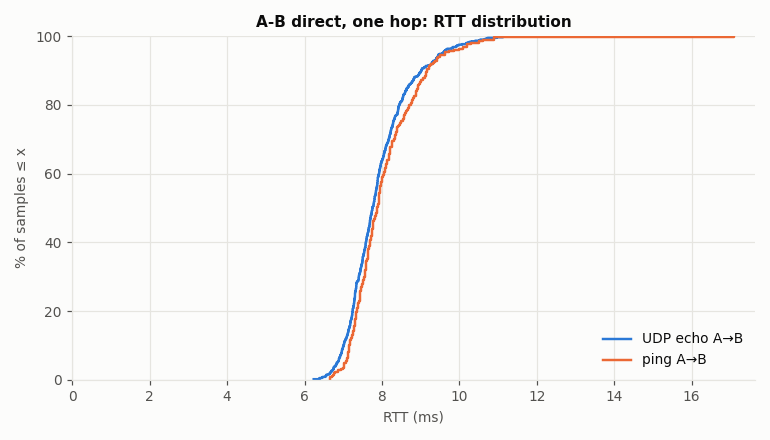 A-B direct, one hop: RTT distribution
100
80
60
40
20
0
% of samples ≤ x
UDP echo A→B
ping A→B
0 2 4 6 8 10 12 14 16
RTT (ms)